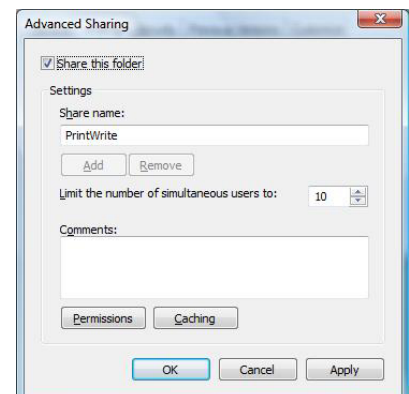 Advanced Sharing
Share this folder
Settings
Share name:
PrintWrite
Add Remove
Limit the number of simultaneous users to: 10
Comments:
Permissions Caching
OK Cancel Apply